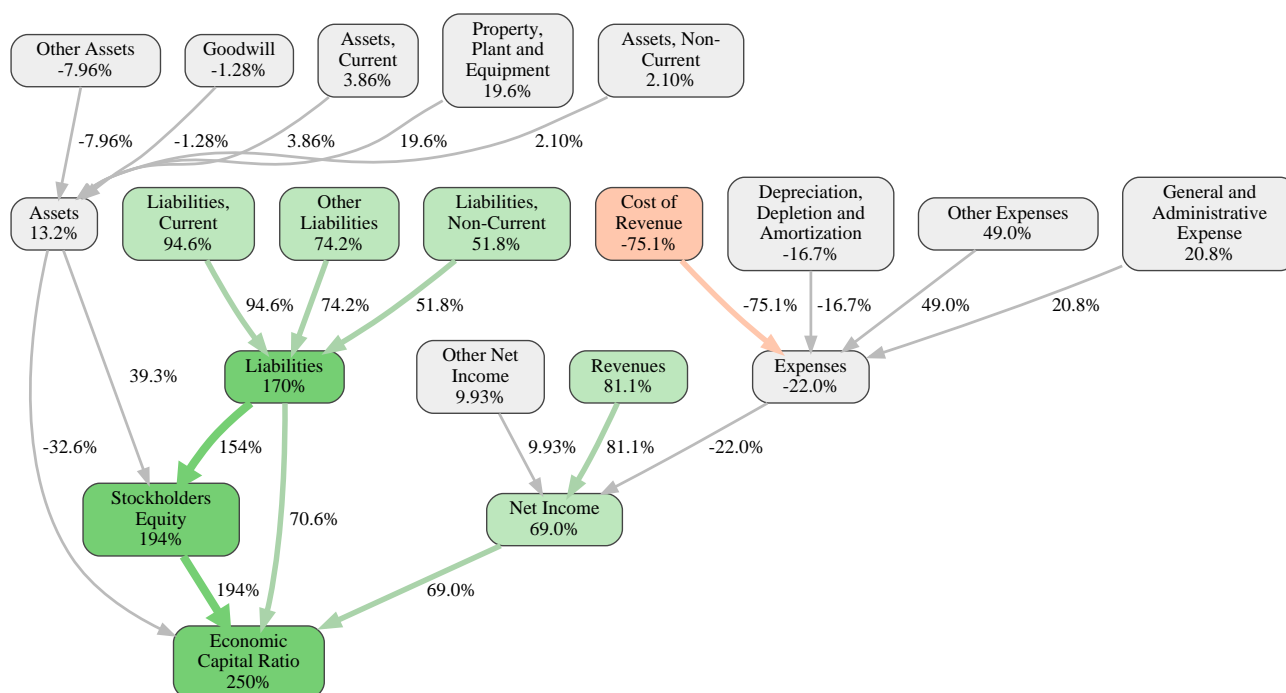 Other Assets
-7.96%
Goodwill
-1.28%
Assets,
Current
3.86%
Property,
Plant and
Equipment
19.6%
Assets, Non-
Current
2.10%
-7.96%
-1.28%
3.86%
19.6%
2.10%
Assets
13.2%
Liabilities,
Current
94.6%
Other
Liabilities
74.2%
Liabilities,
Non-Current
51.8%
Cost of
Revenue
-75.1%
Depreciation,
Depletion and
Amortization
-16.7%
Other Expenses
49.0%
General and
Administrative
Expense
20.8%
94.6%
74.2%
51.8%
-75.1%
-16.7%
49.0%
20.8%
Liabilities
170%
39.3%
Other Net
Income
9.93%
Revenues
81.1%
Expenses
-22.0%
-32.6%
154%
9.93%
81.1%
-22.0%
Stockholders
Equity
194%
70.6%
Net Income
69.0%
194%
69.0%
Economic
Capital Ratio
250%